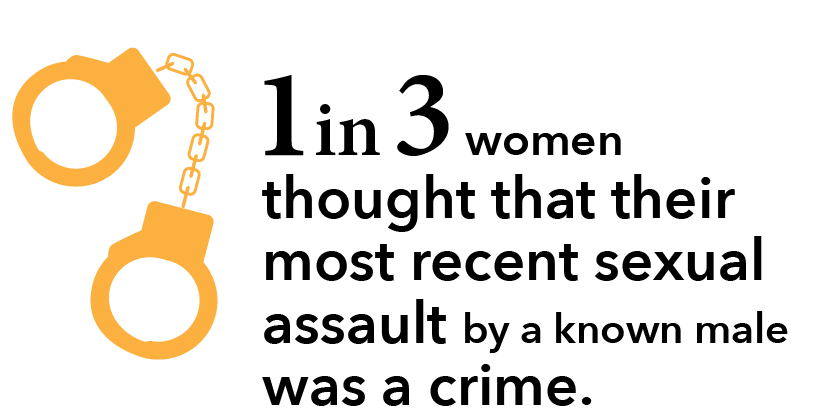 1 in 3 women
thought that their
most recent sexual
assault by a known male
was a crime.